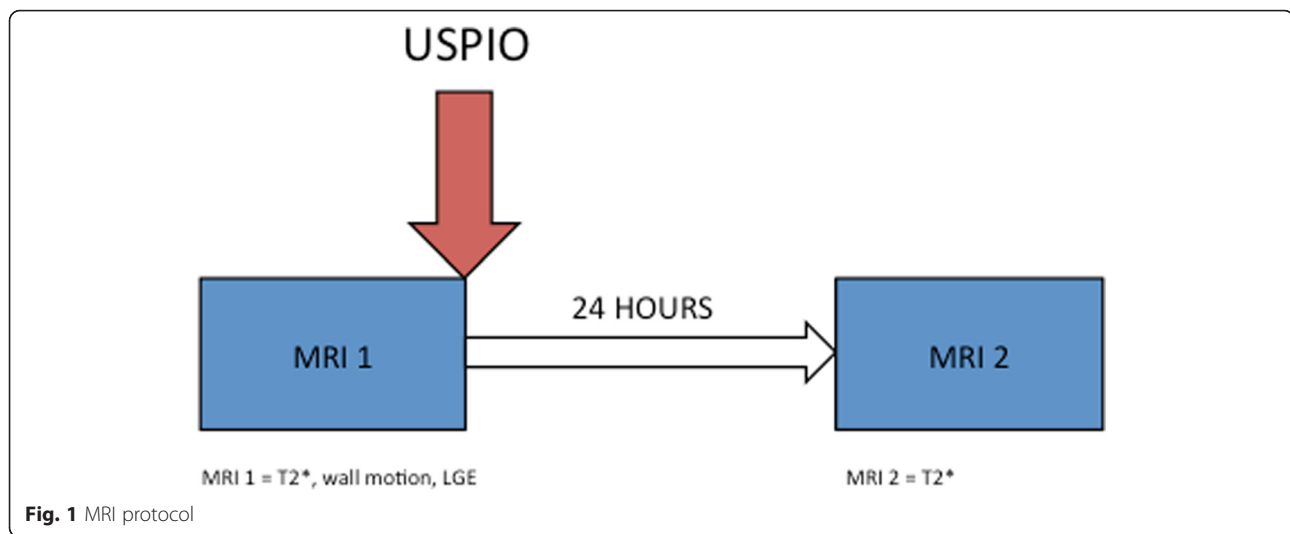 USPIO
24 HOURS
MRI 1
MRI 2
MRI 1 = T2*, wall motion, LGE
MRI 2 = T2*
Fig. 1 MRI protocol